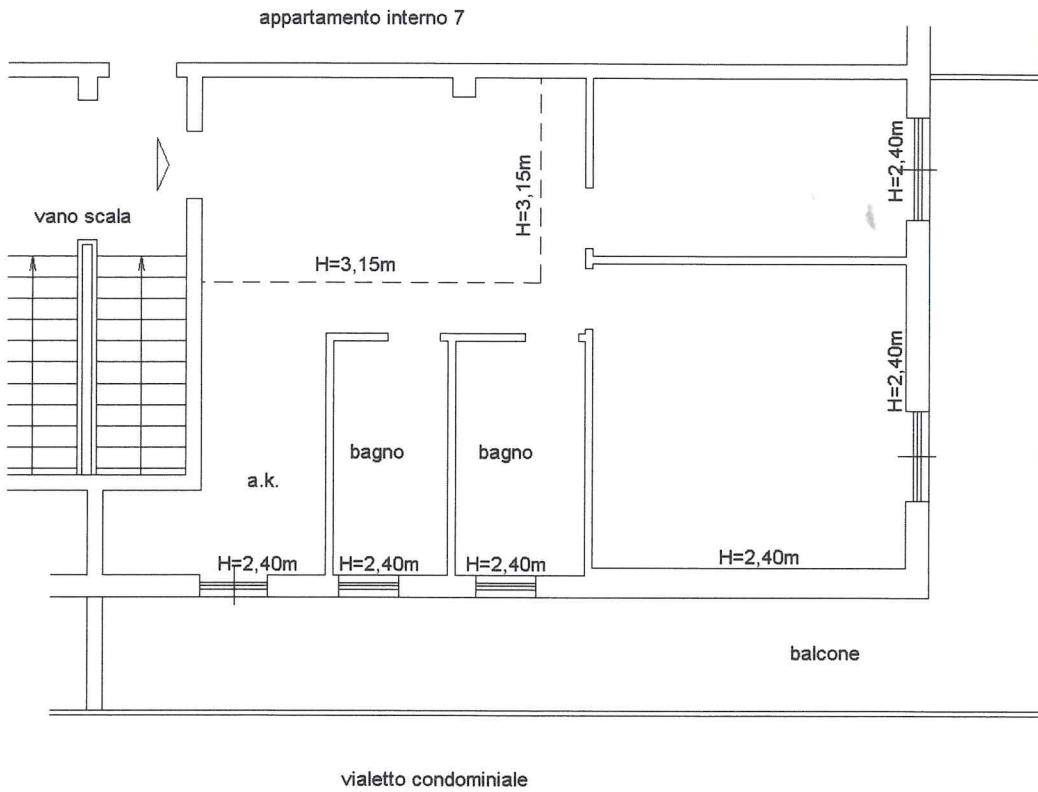 appartamento interno 7
H=2,40m
H=3,15m
vano scala
H=3,15m
H=2,40m
bagno
bagno
a.k.
H=2,40m
H=2,40m
H=2,40m
H=2,40m
balcone
vialetto condominiale